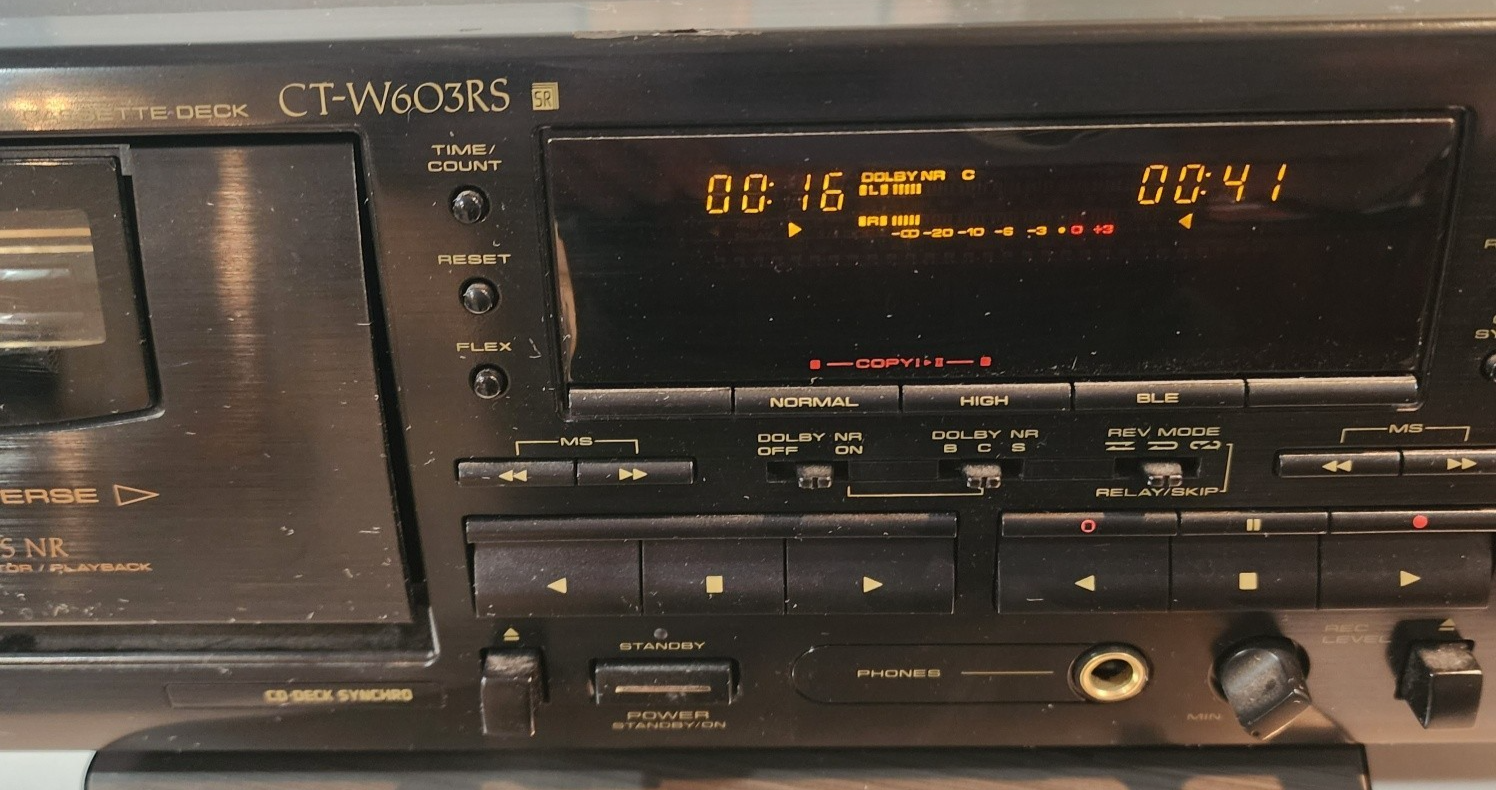 CASSETTE DECK CT-W603RS SR
TIME/
COUNT
RESET
FLEX
00:16 DOLBY NR C 00:41
L
R
-∞ -20 -10 -6 -3 • 0 +3
COPY I ▸ II
NORMAL HIGH BLE
MS
DOLBY NR
OFF ON
DOLBY NR
B C S
REV MODE
RELAY/SKIP
MS
ERSE
S NR
TOR / PLAYBACK
CD·DECK SYNCHRO
STANDBY
POWER
STANDBY/ON
PHONES
REC
LEVEL
MIN